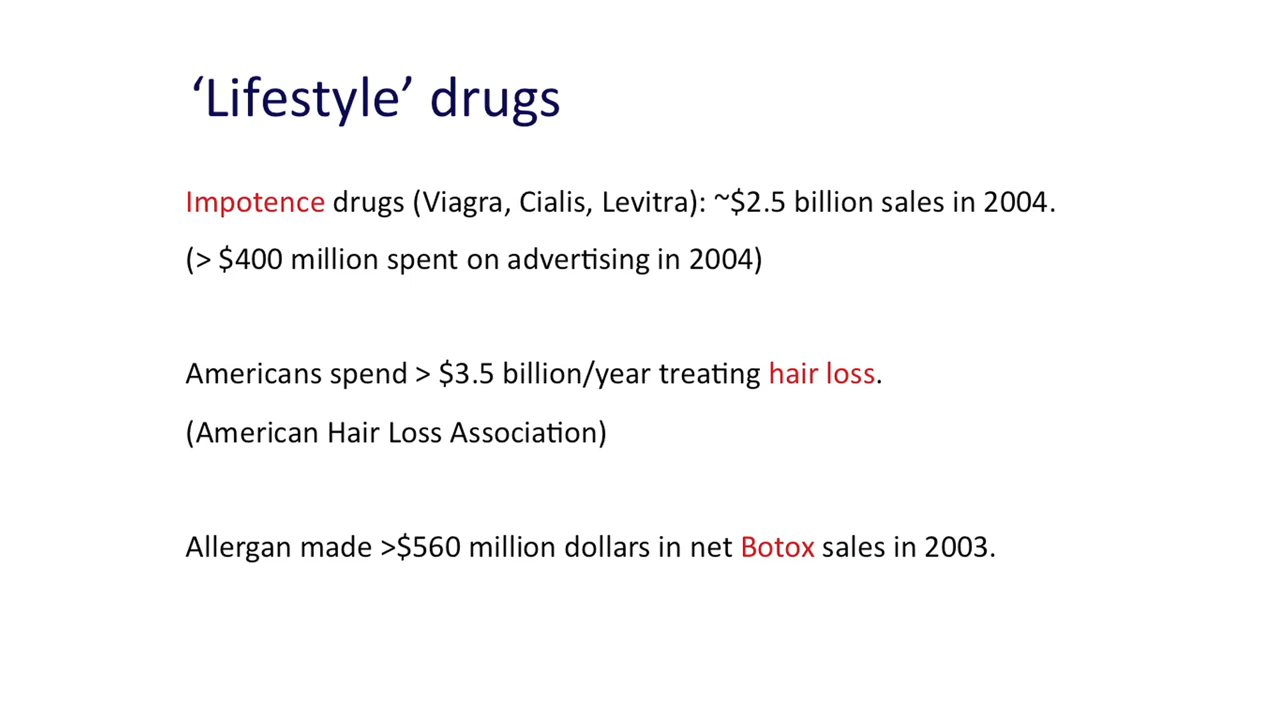 ‘Lifestyle’ drugs
Impotence drugs (Viagra, Cialis, Levitra): ~$2.5 billion sales in 2004.
(> $400 million spent on advertising in 2004)
Americans spend > $3.5 billion/year treating hair loss.
(American Hair Loss Association)
Allergan made >$560 million dollars in net Botox sales in 2003.